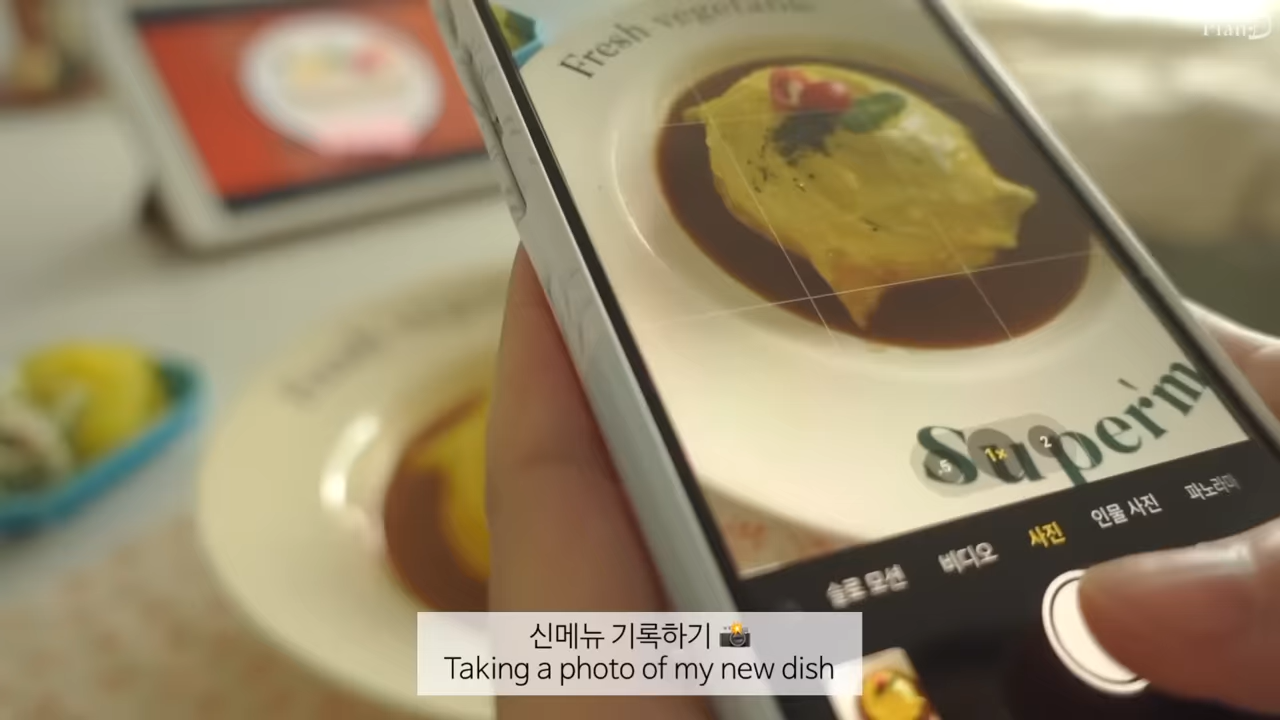 PlanD
Fresh
Superm
.5 1x 2
슬로 모션 비디오 사진 인물 사진 파노라마
신메뉴 기록하기 📸
Taking a photo of my new dish